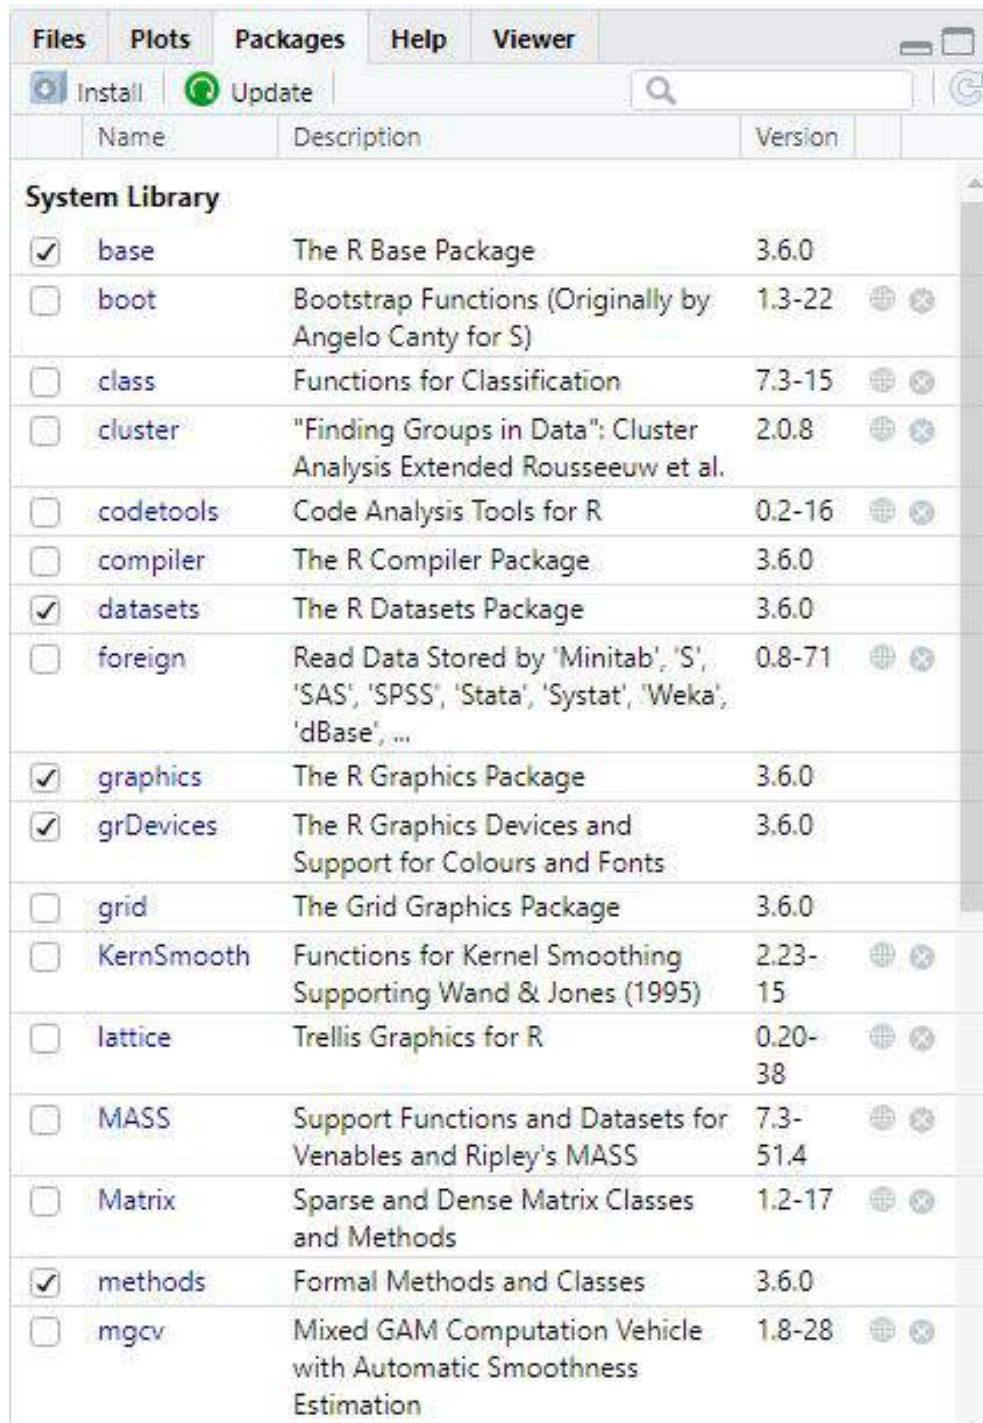 Files Plots Packages Help Viewer
Install Update
Name Description Version
System Library
base The R Base Package 3.6.0
boot Bootstrap Functions (Originally by 1.3-22
Angelo Canty for S)
class Functions for Classification 7.3-15
cluster "Finding Groups in Data": Cluster 2.0.8
Analysis Extended Rousseeuw et al.
codetools Code Analysis Tools for R 0.2-16
compiler The R Compiler Package 3.6.0
datasets The R Datasets Package 3.6.0
foreign Read Data Stored by 'Minitab', 'S', 0.8-71
'SAS', 'SPSS', 'Stata', 'Systat', 'Weka',
'dBase', ...
graphics The R Graphics Package 3.6.0
grDevices The R Graphics Devices and 3.6.0
Support for Colours and Fonts
grid The Grid Graphics Package 3.6.0
KernSmooth Functions for Kernel Smoothing 2.23-
Supporting Wand & Jones (1995) 15
lattice Trellis Graphics for R 0.20-
38
MASS Support Functions and Datasets for 7.3-
Venables and Ripley's MASS 51.4
Matrix Sparse and Dense Matrix Classes 1.2-17
and Methods
methods Formal Methods and Classes 3.6.0
mgcv Mixed GAM Computation Vehicle 1.8-28
with Automatic Smoothness
Estimation